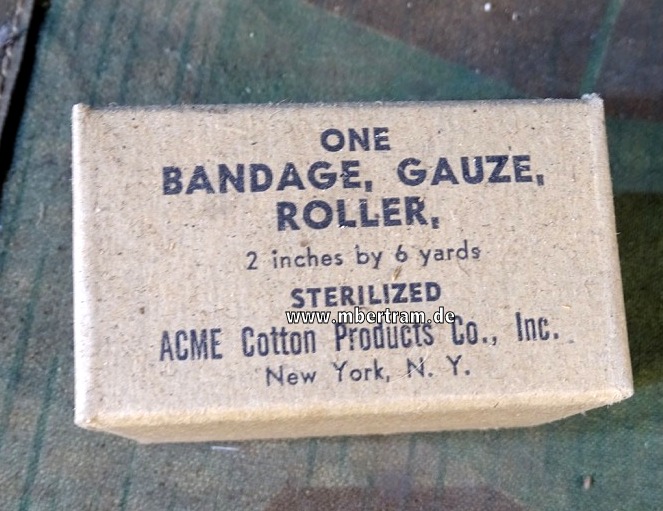 ONE
BANDAGE, GAUZE,
ROLLER,
2 inches by 6 yards
STERILIZED
www.mbertram.de
ACME Cotton Products Co., Inc.
New York, N. Y.